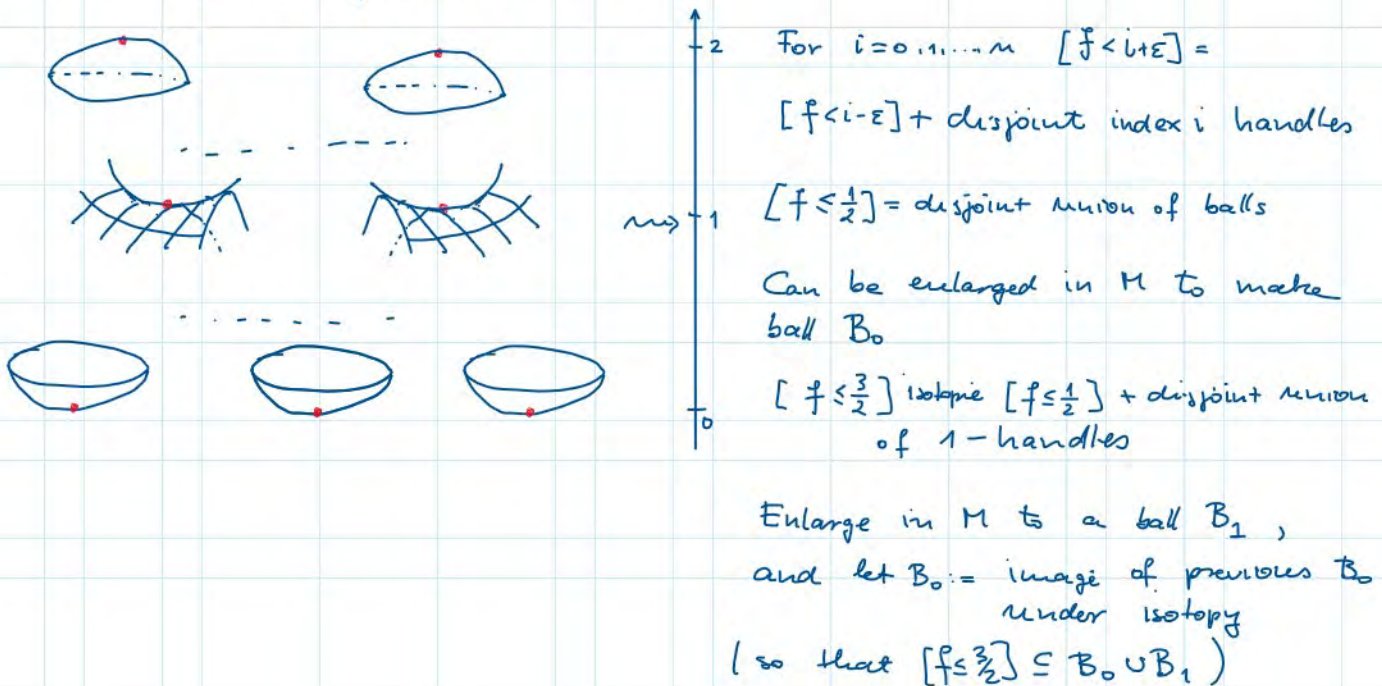 2
1
0
For i=0,1,...n [f<i+ε] =
[f<i-ε] + disjoint index i handles
[f≤½] = disjoint union of balls
Can be enlarged in M to make
ball B₀
[f≤3/2] isotopic [f≤½] + disjoint union
of 1-handles
Enlarge in M to a ball B₁,
and let B₀ := image of previous B₀
under isotopy
(so that [f≤3/2] ⊆ B₀ ∪ B₁)